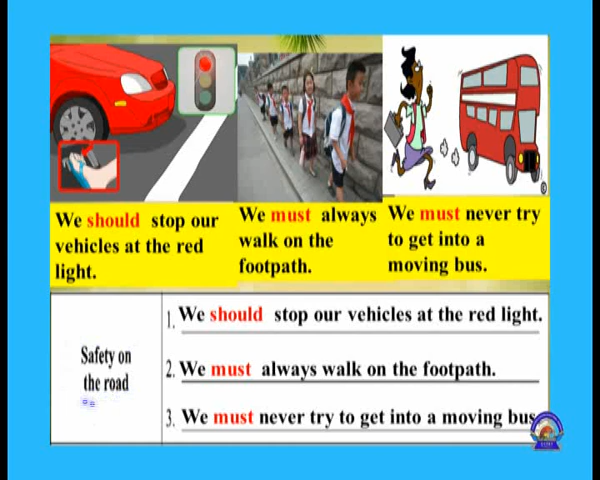 We should stop our
vehicles at the red
light.
We must always
walk on the
footpath.
We must never try
to get into a
moving bus.
Safety on
the road
1. We should stop our vehicles at the red light.
2. We must always walk on the footpath.
3. We must never try to get into a moving bus